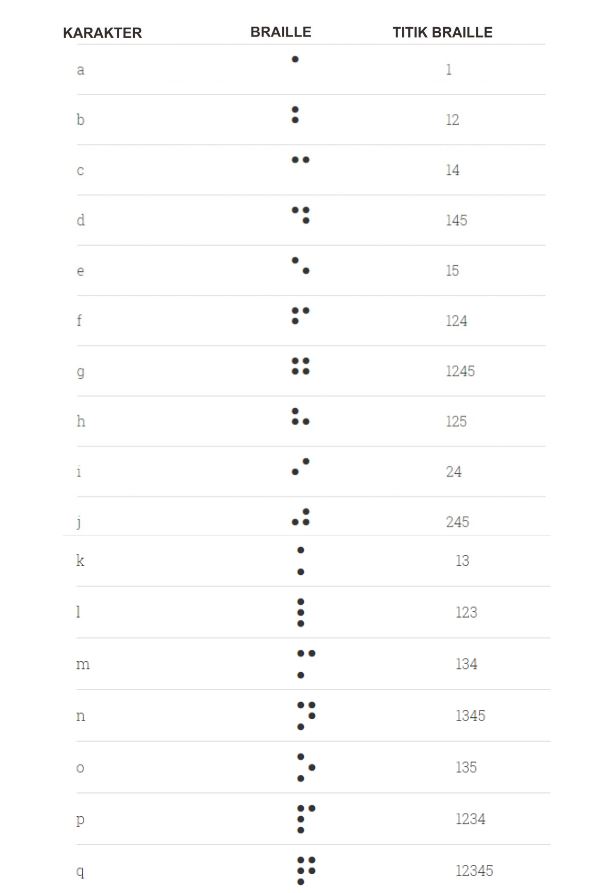 KARAKTER BRAILLE TITIK BRAILLE
a ⠁ 1
b ⠃ 12
c ⠉ 14
d ⠙ 145
e ⠑ 15
f ⠋ 124
g ⠛ 1245
h ⠓ 125
i ⠊ 24
j ⠚ 245
k ⠅ 13
l ⠇ 123
m ⠍ 134
n ⠝ 1345
o ⠕ 135
p ⠏ 1234
q ⠟ 12345